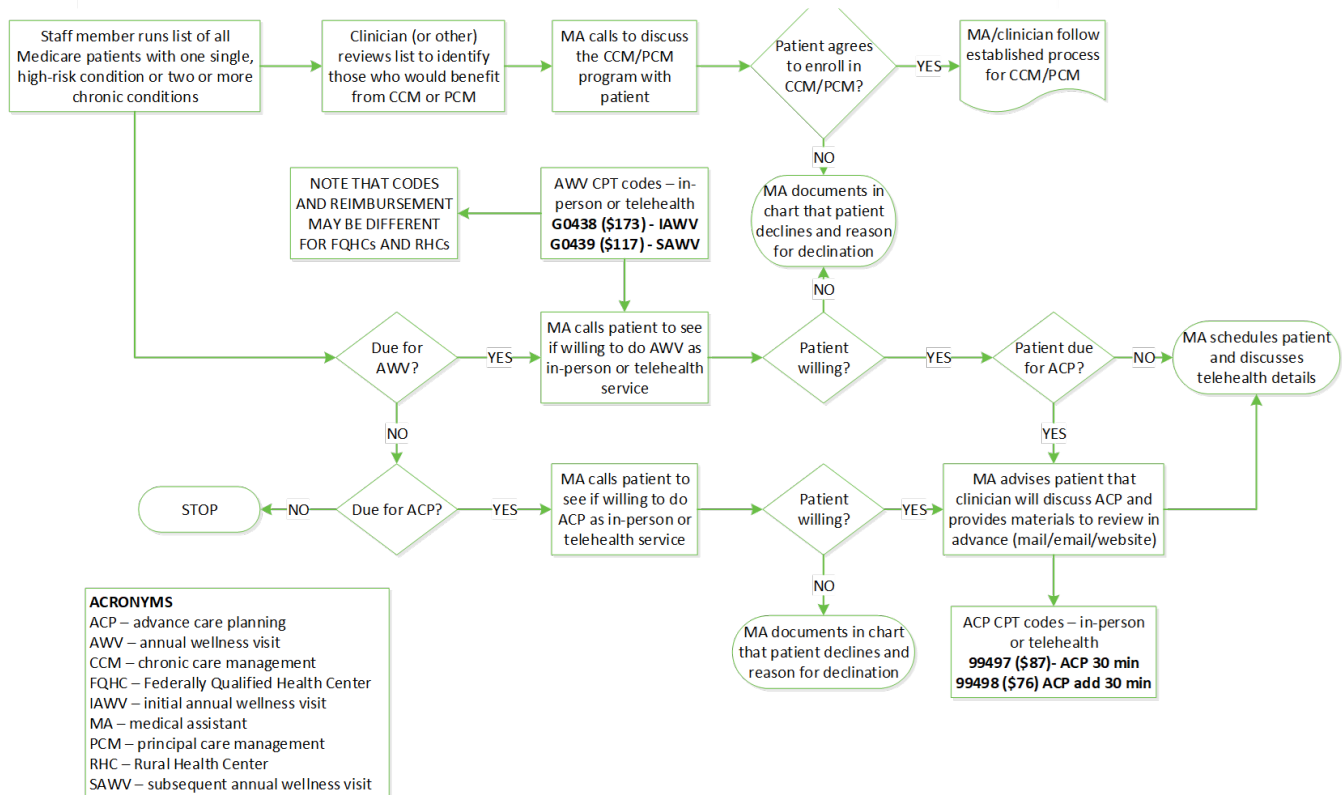 Staff member runs list of all
Medicare patients with one single,
high-risk condition or two or more
chronic conditions
Clinician (or other)
reviews list to identify
those who would benefit
from CCM or PCM
MA calls to discuss
the CCM/PCM
program with
patient
Patient agrees
to enroll in
CCM/PCM?
YES
MA/clinician follow
established process
for CCM/PCM
NO
NOTE THAT CODES
AND REIMBURSEMENT
MAY BE DIFFERENT
FOR FQHCs AND RHCs
AWV CPT codes – in-
person or telehealth
G0438 ($173) - IAWV
G0439 ($117) - SAWV
MA documents in
chart that patient
declines and reason
for declination
NO
Due for
AWV?
YES
MA calls patient to see
if willing to do AWV as
in-person or telehealth
service
Patient
willing?
YES
Patient due
for ACP?
NO
MA schedules patient
and discusses
telehealth details
NO
YES
STOP
NO
Due for ACP?
YES
MA calls patient to
see if willing to do
ACP as in-person or
telehealth service
Patient
willing?
YES
MA advises patient that
clinician will discuss ACP and
provides materials to review in
advance (mail/email/website)
NO
MA documents in chart
that patient declines and
reason for declination
ACP CPT codes – in-person
or telehealth
99497 ($87)- ACP 30 min
99498 ($76) ACP add 30 min
ACRONYMS
ACP – advance care planning
AWV – annual wellness visit
CCM – chronic care management
FQHC – Federally Qualified Health Center
IAWV – initial annual wellness visit
MA – medical assistant
PCM – principal care management
RHC – Rural Health Center
SAWV – subsequent annual wellness visit